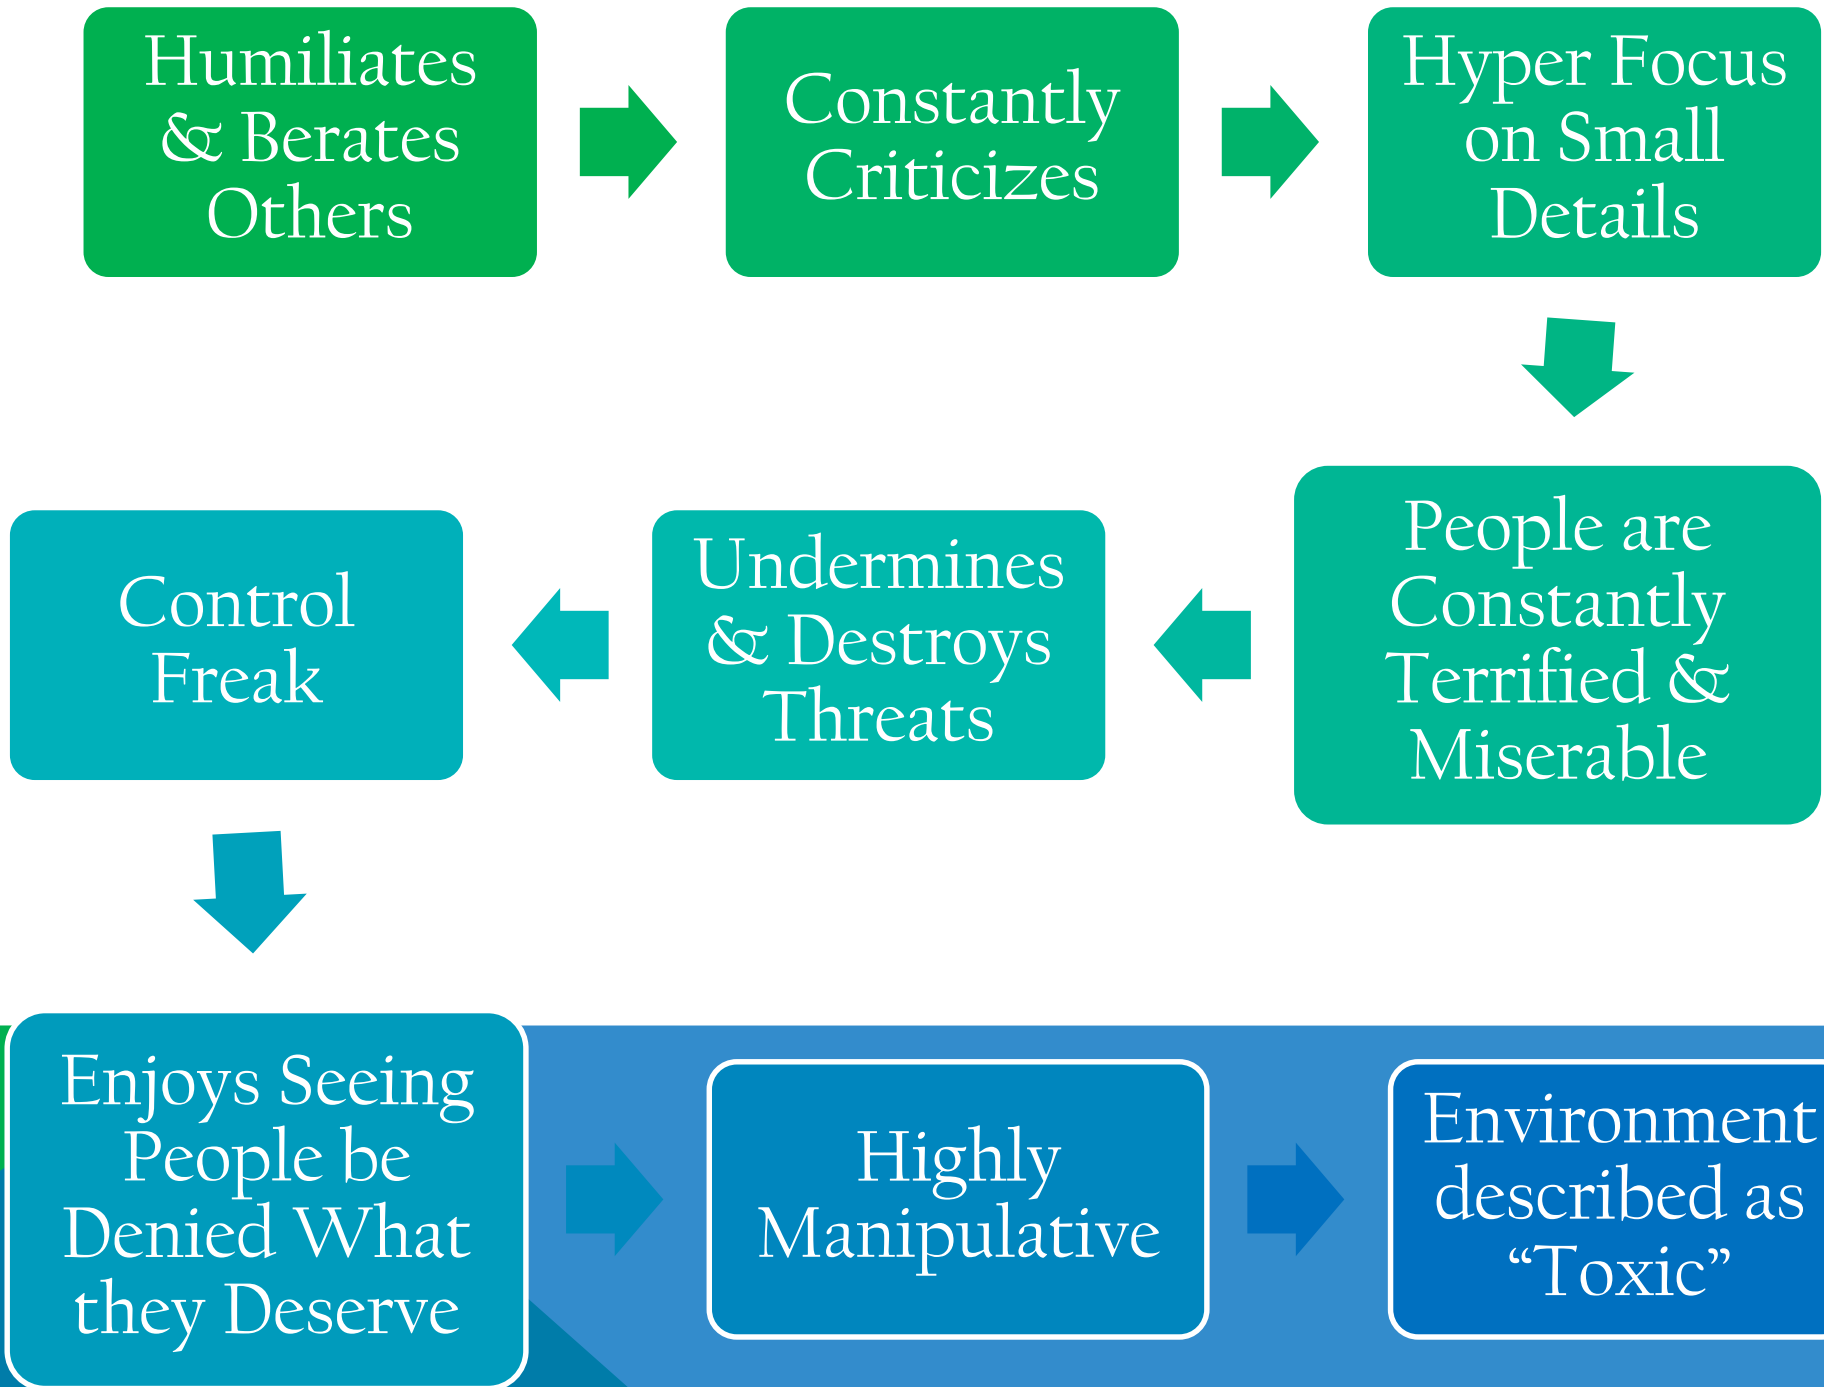 Humiliates
& Berates
Others
Constantly
Criticizes
Hyper Focus
on Small
Details
People are
Constantly
Terrified &
Miserable
Undermines
& Destroys
Threats
Control
Freak
Enjoys Seeing
People be
Denied What
they Deserve
Highly
Manipulative
Environment
described as
“Toxic”